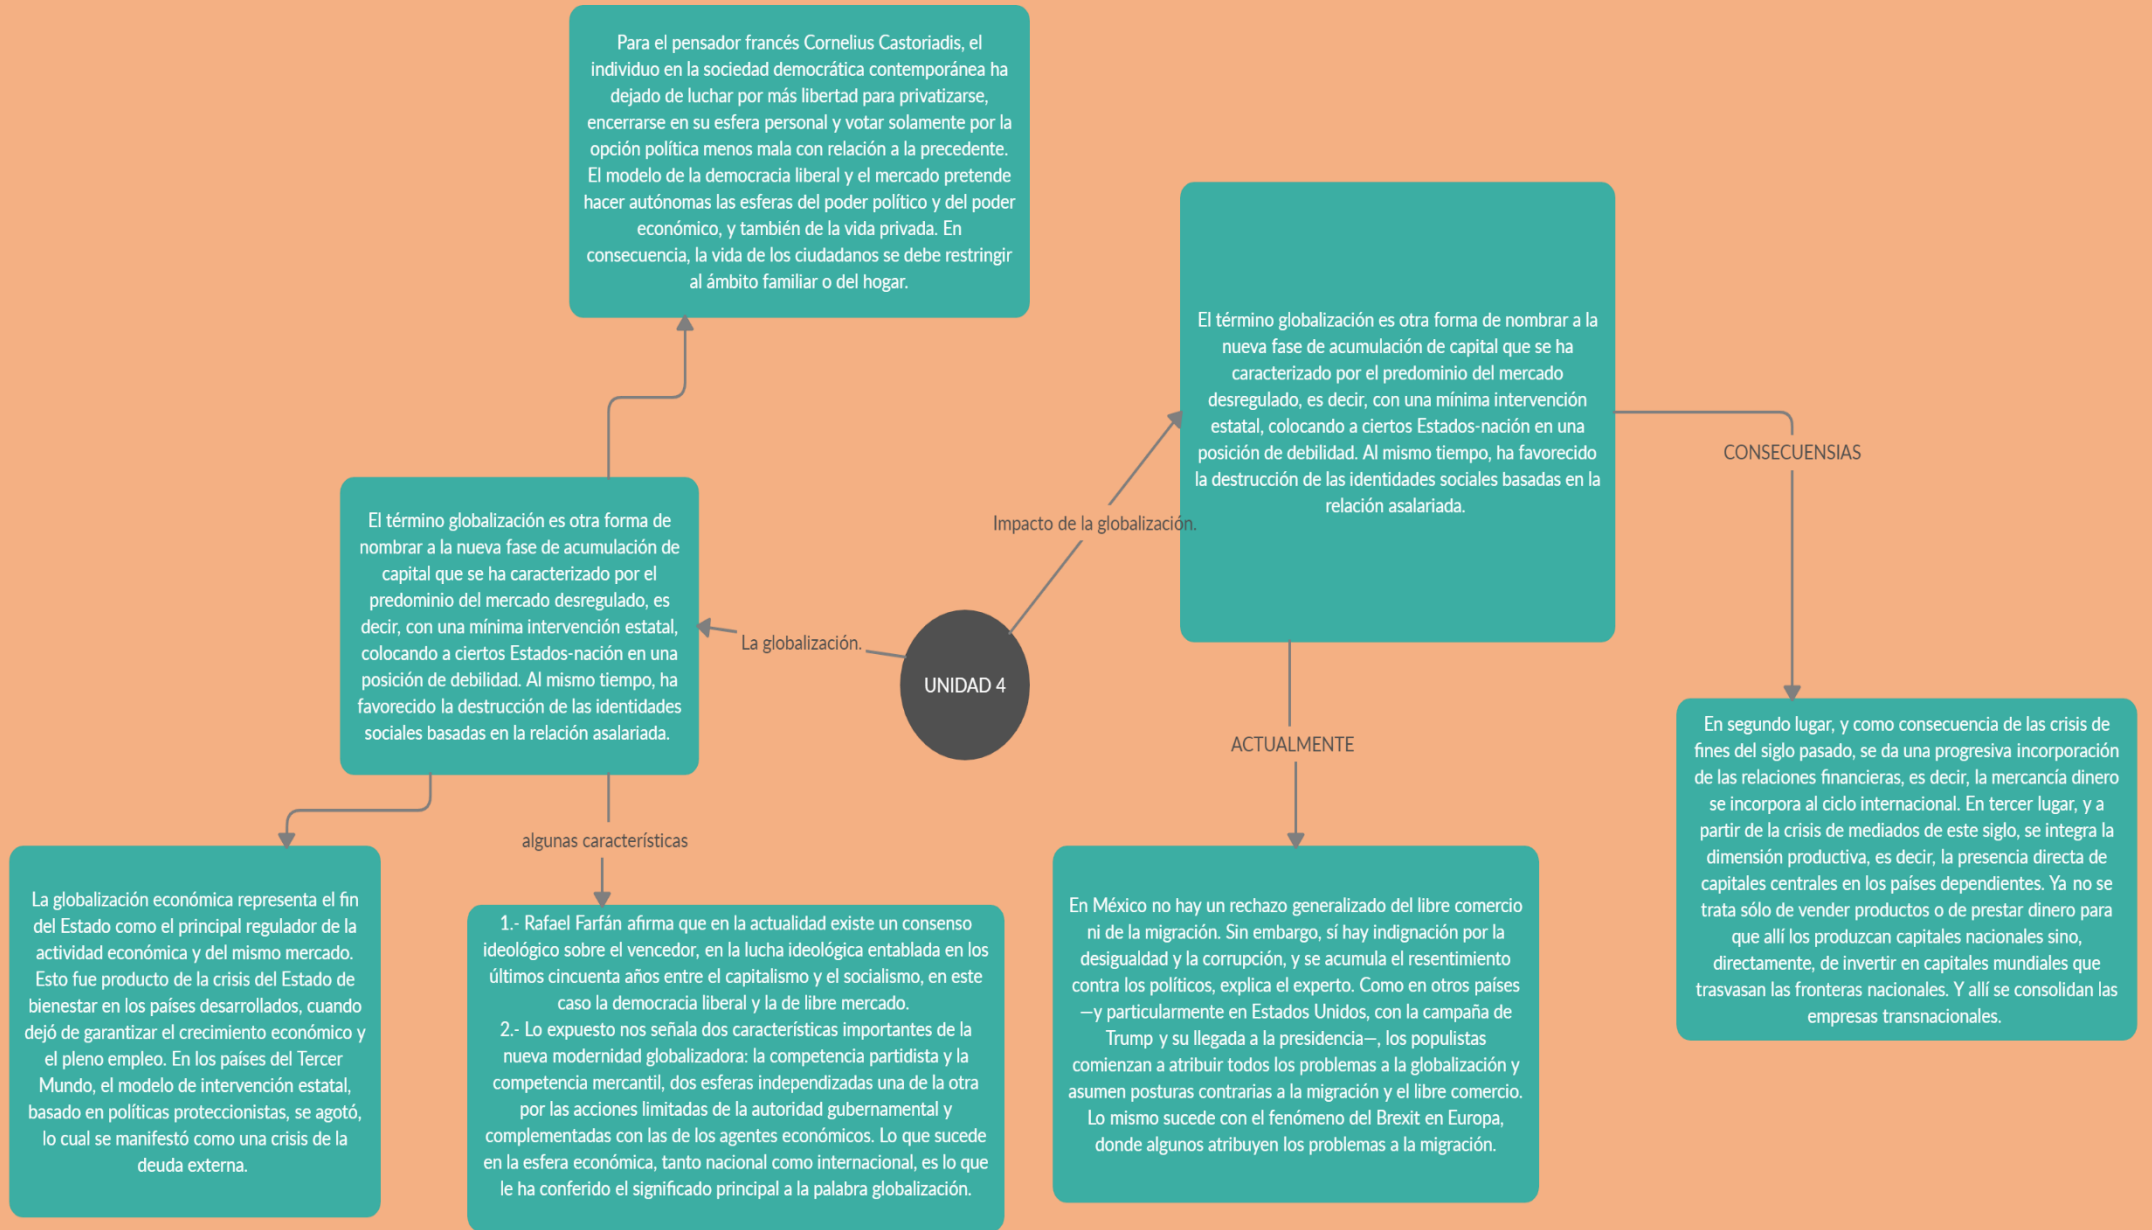 Para el pensador francés Cornelius Castoriadis, el
individuo en la sociedad democrática contemporánea ha
dejado de luchar por más libertad para privatizarse,
encerrarse en su esfera personal y votar solamente por la
opción política menos mala con relación a la precedente.
El modelo de la democracia liberal y el mercado pretende
hacer autónomas las esferas del poder político y del poder
económico, y también de la vida privada. En
consecuencia, la vida de los ciudadanos se debe restringir
al ámbito familiar o del hogar.
El término globalización es otra forma de nombrar a la
nueva fase de acumulación de capital que se ha
caracterizado por el predominio del mercado
desregulado, es decir, con una mínima intervención
estatal, colocando a ciertos Estados-nación en una
posición de debilidad. Al mismo tiempo, ha favorecido
la destrucción de las identidades sociales basadas en la
relación asalariada.
CONSECUENSIAS
Impacto de la globalización.
El término globalización es otra forma de
nombrar a la nueva fase de acumulación de
capital que se ha caracterizado por el
predominio del mercado desregulado, es
decir, con una mínima intervención estatal,
colocando a ciertos Estados-nación en una
posición de debilidad. Al mismo tiempo, ha
favorecido la destrucción de las identidades
sociales basadas en la relación asalariada.
La globalización.
UNIDAD 4
ACTUALMENTE
algunas características
La globalización económica representa el fin
del Estado como el principal regulador de la
actividad económica y del mismo mercado.
Esto fue producto de la crisis del Estado de
bienestar en los países desarrollados, cuando
dejó de garantizar el crecimiento económico y
el pleno empleo. En los países del Tercer
Mundo, el modelo de intervención estatal,
basado en políticas proteccionistas, se agotó,
lo cual se manifestó como una crisis de la
deuda externa.
1.- Rafael Farfán afirma que en la actualidad existe un consenso
ideológico sobre el vencedor, en la lucha ideológica entablada en los
últimos cincuenta años entre el capitalismo y el socialismo, en este
caso la democracia liberal y la de libre mercado.
2.- Lo expuesto nos señala dos características importantes de la
nueva modernidad globalizadora: la competencia partidista y la
competencia mercantil, dos esferas independizadas una de la otra
por las acciones limitadas de la autoridad gubernamental y
complementadas con las de los agentes económicos. Lo que sucede
en la esfera económica, tanto nacional como internacional, es lo que
le ha conferido el significado principal a la palabra globalización.
En México no hay un rechazo generalizado del libre comercio
ni de la migración. Sin embargo, sí hay indignación por la
desigualdad y la corrupción, y se acumula el resentimiento
contra los políticos, explica el experto. Como en otros países
—y particularmente en Estados Unidos, con la campaña de
Trump y su llegada a la presidencia—, los populistas
comienzan a atribuir todos los problemas a la globalización y
asumen posturas contrarias a la migración y el libre comercio.
Lo mismo sucede con el fenómeno del Brexit en Europa,
donde algunos atribuyen los problemas a la migración.
En segundo lugar, y como consecuencia de las crisis de
fines del siglo pasado, se da una progresiva incorporación
de las relaciones financieras, es decir, la mercancía dinero
se incorpora al ciclo internacional. En tercer lugar, y a
partir de la crisis de mediados de este siglo, se integra la
dimensión productiva, es decir, la presencia directa de
capitales centrales en los países dependientes. Ya no se
trata sólo de vender productos o de prestar dinero para
que allí los produzcan capitales nacionales sino,
directamente, de invertir en capitales mundiales que
trasvasan las fronteras nacionales. Y allí se consolidan las
empresas transnacionales.